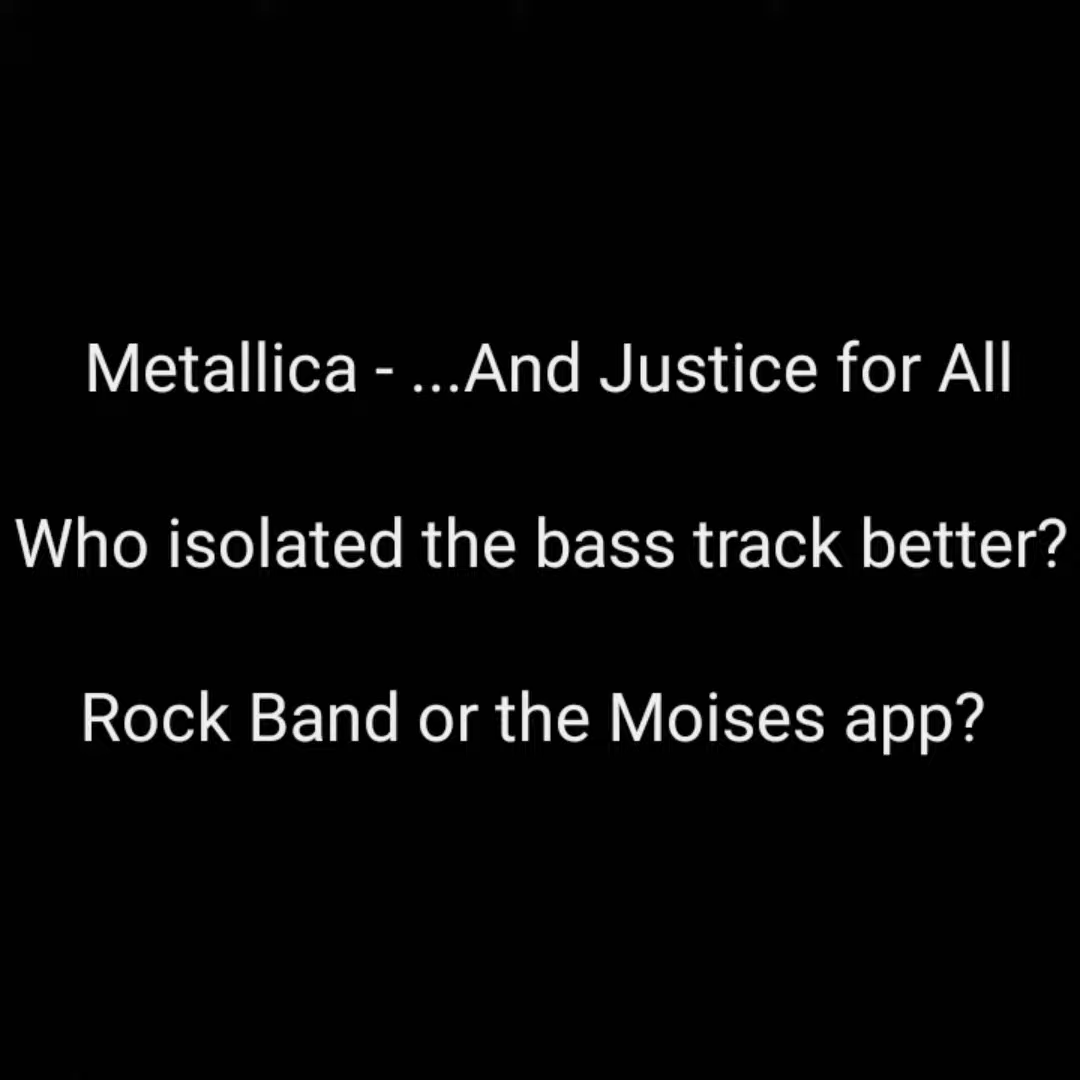 Metallica - ...And Justice for All
Who isolated the bass track better?
Rock Band or the Moises app?